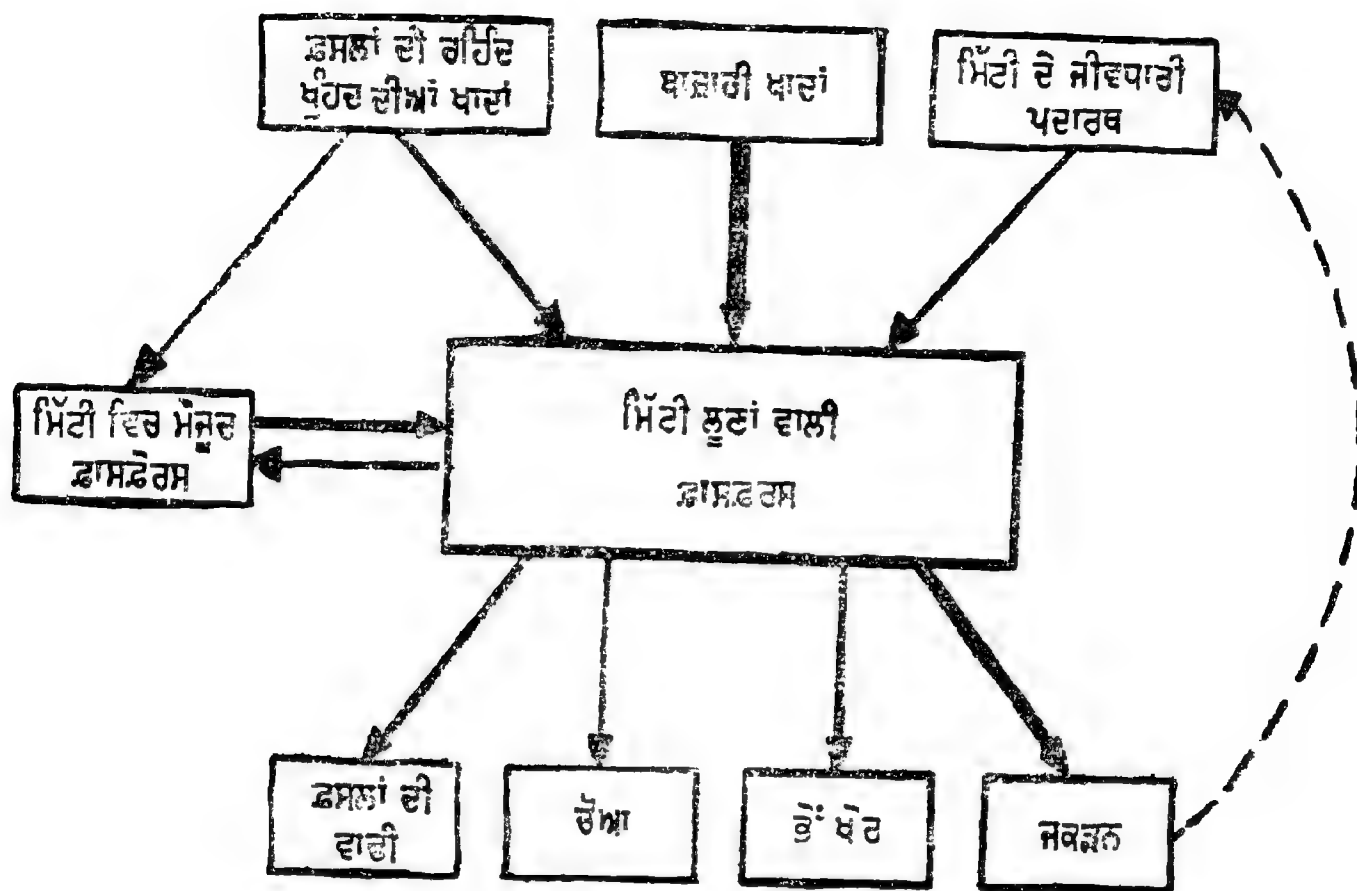 ਫ਼ਸਲਾਂ ਦੀ ਰਹਿੰਦ
ਖੂੰਹਦ ਦੀਆਂ ਖਾਦਾਂ
ਬਾਜ਼ਾਰੀ ਖਾਦਾਂ
ਮਿੱਟੀ ਦੇ ਜੀਵਧਾਰੀ
ਪਦਾਰਥ
ਮਿੱਟੀ ਵਿਚ ਮੌਜੂਦ
ਫ਼ਾਸਫ਼ੋਰਸ
ਮਿੱਟੀ ਲੂਣਾਂ ਵਾਲੀ
ਫ਼ਾਸਫ਼ੋਰਸ
ਫ਼ਸਲਾਂ ਦੀ
ਵਾਢੀ
ਚੋਆ
ਭੋਂ ਖੋਰ
ਜਕੜਨ